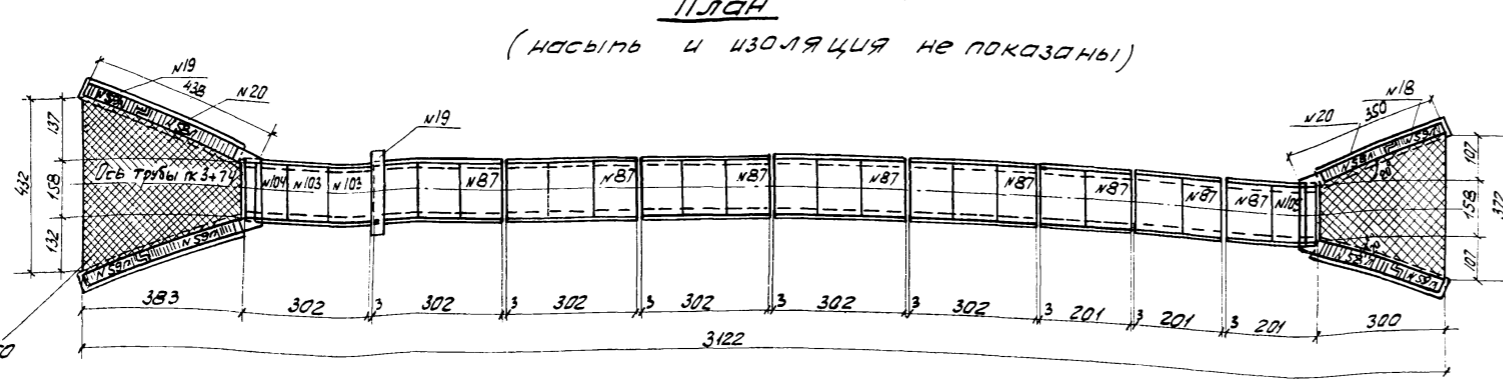 План
(насыпь и изоляция не показаны)
N19
438
N20
N19
N18
350
N20
432
137
158
132
Ось трубы пк 3+74
N104 N103 N103
N87
N87
N87
N87
N87
N87
N87
N87
N59л
N59п
107
158
107
372
383 302 3 302 3 302 3 302 3 302 3 302 3 201 3 201 3 201 300
3122